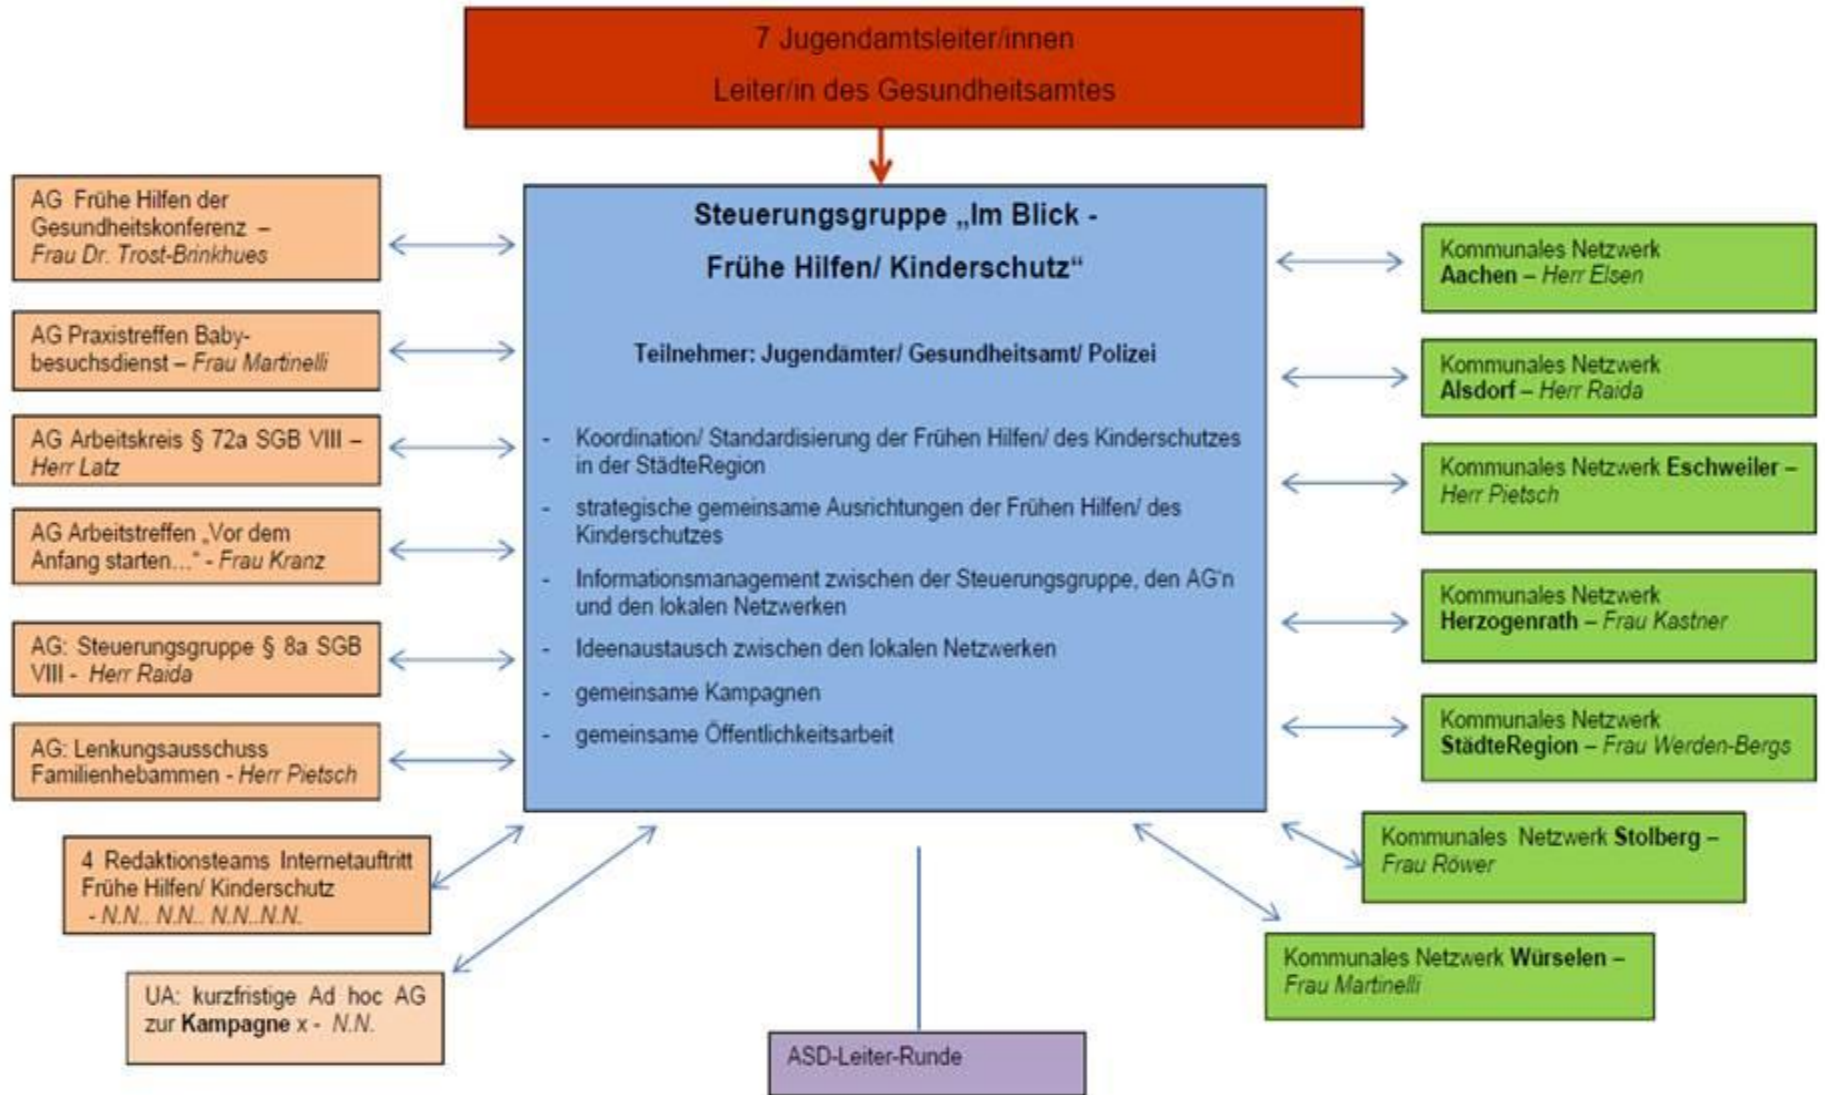 7 Jugendamtsleiter/innen
Leiter/in des Gesundheitsamtes
AG Frühe Hilfen der
Gesundheitskonferenz –
Frau Dr. Trost-Brinkhues
AG Praxistreffen Baby-
besuchsdienst – Frau Martinelli
AG Arbeitskreis § 72a SGB VIII –
Herr Latz
AG Arbeitstreffen „Vor dem
Anfang starten...“ - Frau Kranz
AG: Steuerungsgruppe § 8a SGB
VIII - Herr Raida
AG: Lenkungsausschuss
Familienhebammen - Herr Pietsch
4 Redaktionsteams Internetauftritt
Frühe Hilfen/ Kinderschutz
- N.N.. N.N.. N.N..N.N.
UA: kurzfristige Ad hoc AG
zur Kampagne x - N.N.
Steuerungsgruppe „Im Blick -
Frühe Hilfen/ Kinderschutz“
Teilnehmer: Jugendämter/ Gesundheitsamt/ Polizei
- Koordination/ Standardisierung der Frühen Hilfen/ des Kinderschutzes
in der StädteRegion
- strategische gemeinsame Ausrichtungen der Frühen Hilfen/ des
Kinderschutzes
- Informationsmanagement zwischen der Steuerungsgruppe, den AG'n
und den lokalen Netzwerken
- Ideenaustausch zwischen den lokalen Netzwerken
- gemeinsame Kampagnen
- gemeinsame Öffentlichkeitsarbeit
ASD-Leiter-Runde
Kommunales Netzwerk
Aachen – Herr Elsen
Kommunales Netzwerk
Alsdorf – Herr Raida
Kommunales Netzwerk Eschweiler –
Herr Pietsch
Kommunales Netzwerk
Herzogenrath – Frau Kastner
Kommunales Netzwerk
StädteRegion – Frau Werden-Bergs
Kommunales Netzwerk Stolberg –
Frau Röwer
Kommunales Netzwerk Würselen –
Frau Martinelli